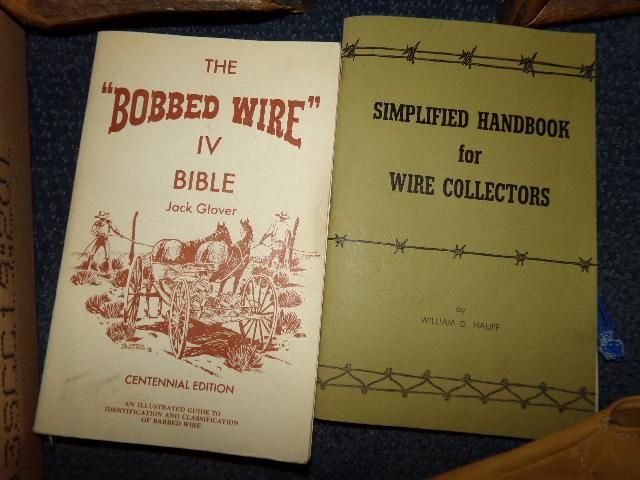 THE
"BOBBED WIRE"
IV
BIBLE
Jack Glover
CENTENNIAL EDITION
AN ILLUSTRATED GUIDE TO
IDENTIFICATION AND CLASSIFICATION
OF BARBED WIRE
SIMPLIFIED HANDBOOK
for
WIRE COLLECTORS
by
WILLIAM D. HAUFF